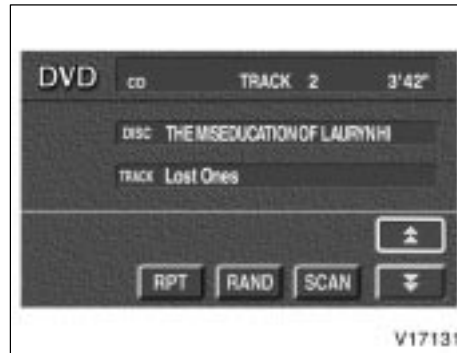 DVD CD TRACK 2 3'42"
DISC THE MISEDUCATION OF LAURYN HI
TRACK Lost Ones
RPT RAND SCAN
V17131